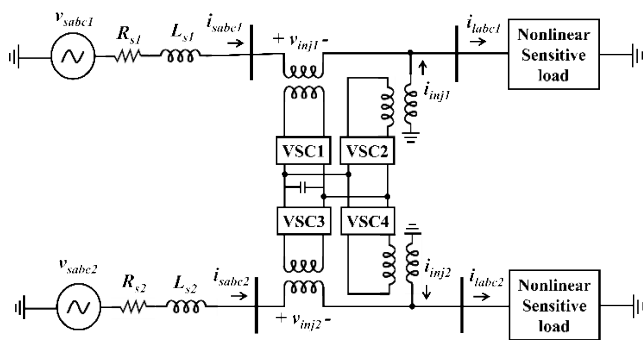 v_sabc1
R_s1
L_s1
i_sabc1
+ v_inj1 -
i_labc1
Nonlinear
Sensitive
load
i_inj1
VSC1
VSC2
VSC3
VSC4
v_sabc2
R_s2
L_s2
i_sabc2
+ v_inj2 -
i_inj2
i_labc2
Nonlinear
Sensitive
load